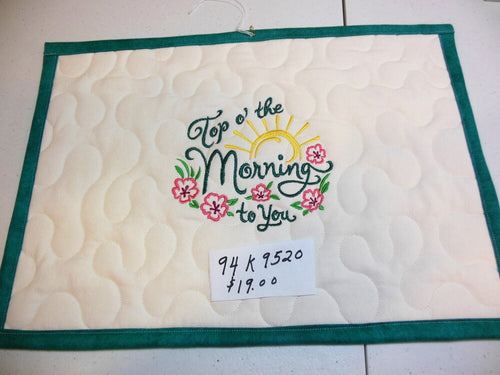 Top o' the
Morning
to You
94 K 9520
$19.00